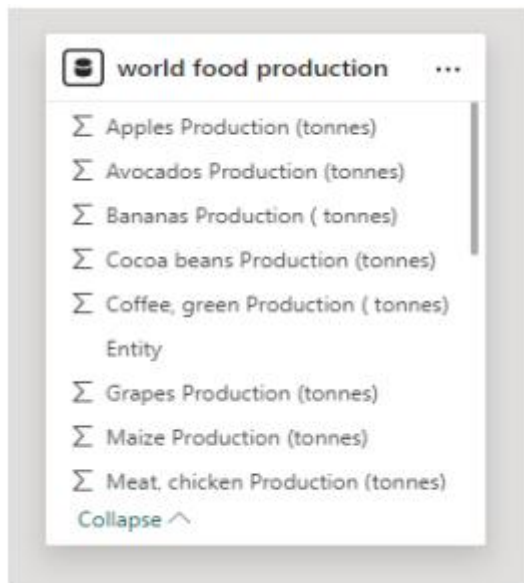 world food production ...
Σ Apples Production (tonnes)
Σ Avocados Production (tonnes)
Σ Bananas Production ( tonnes)
Σ Cocoa beans Production (tonnes)
Σ Coffee, green Production ( tonnes)
Entity
Σ Grapes Production (tonnes)
Σ Maize Production (tonnes)
Σ Meat, chicken Production (tonnes)
Collapse